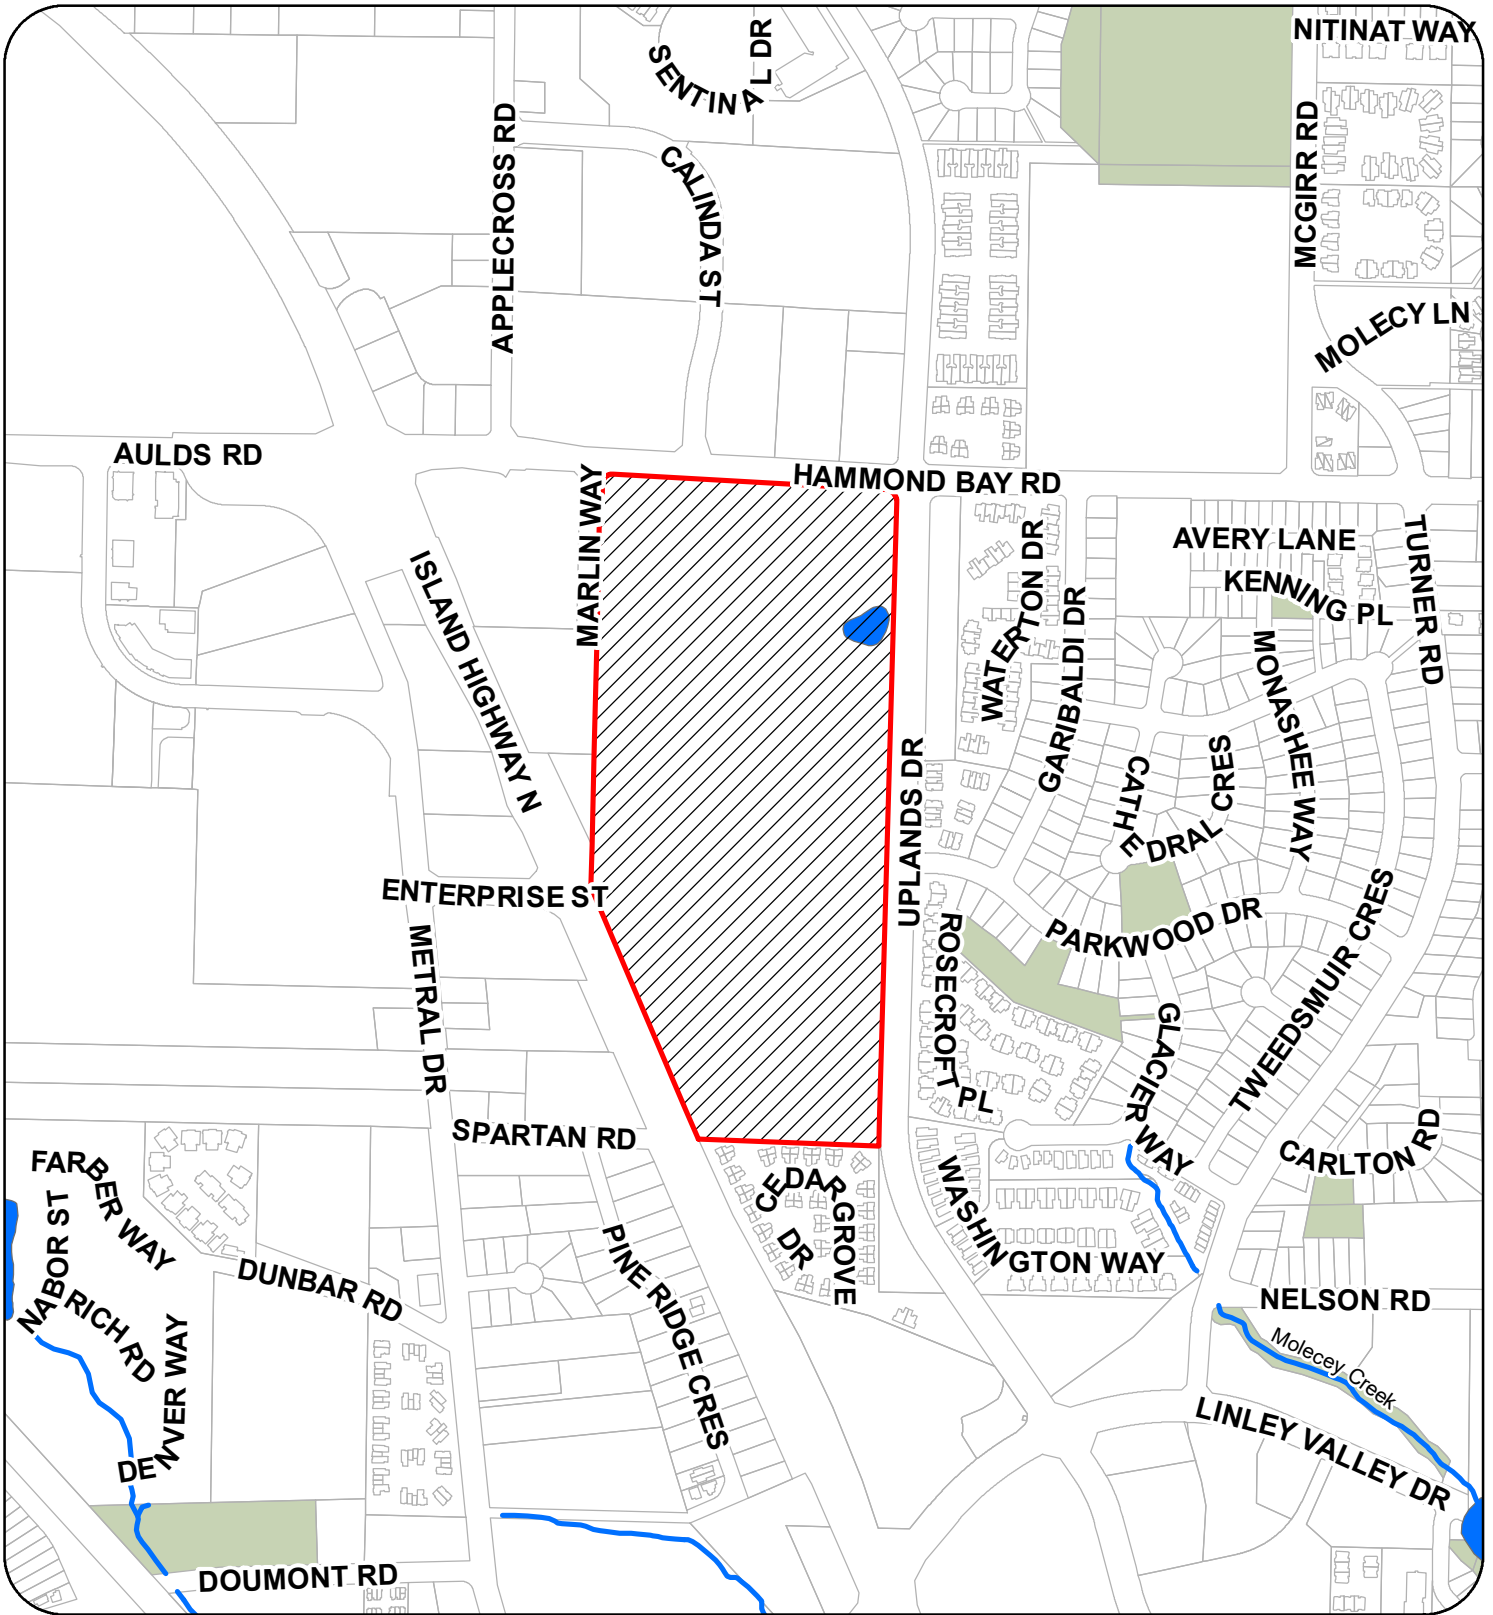 NITINAT WAY
SENTINAL DR
APPLECROSS RD
CALINDA ST
MCGIRR RD
MOLECY LN
AULDS RD
MARLIN WAY
HAMMOND BAY RD
AVERY LANE
KENNING PL
TURNER RD
ISLAND HIGHWAY N
WATERTON DR
GARIBALDI DR
MONASHEE WAY
CATHEDRAL CRES
UPLANDS DR
ENTERPRISE ST
PARKWOOD DR
TWEEDSMUIR CRES
METRAL DR
ROSECROFT PL
GLACIER WAY
SPARTAN RD
CARLTON RD
FARBER WAY
NABOR ST
CEDARGROVE DR
WASHINGTON WAY
PINE RIDGE CRES
DUNBAR RD
RICH RD
DENVER WAY
NELSON RD
Molecey Creek
LINLEY VALLEY DR
DOUMONT RD